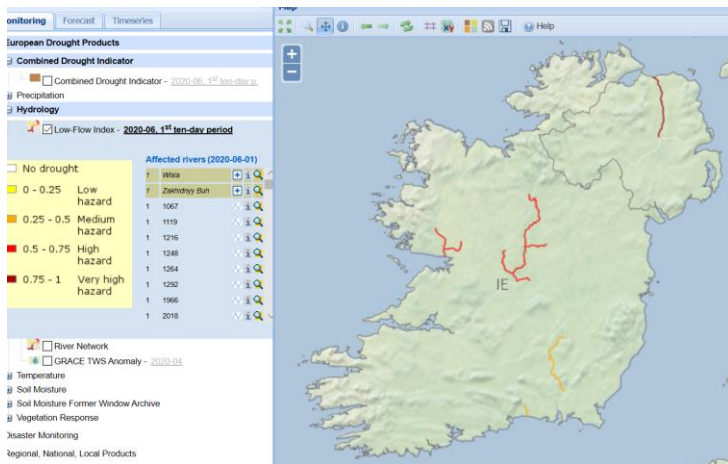 onitoring Forecast Timeseries
European Drought Products
Combined Drought Indicator
Combined Drought Indicator - 2020-06, 1st ten-day p.
Precipitation
Hydrology
Low-Flow Index - 2020-06, 1st ten-day period
No drought
0 - 0.25 Low hazard
0.25 - 0.5 Medium hazard
0.5 - 0.75 High hazard
0.75 - 1 Very high hazard
Affected rivers (2020-06-01)
1 Wisla
1 Zakhidnyy Buh
1 1067
1 1119
1 1216
1 1248
1 1264
1 1292
1 1966
1 2018
River Network
GRACE TWS Anomaly - 2020-04
Temperature
Soil Moisture
Soil Moisture Former Window Archive
Vegetation Response
Disaster Monitoring
Regional, National, Local Products
Map
xy
Help
IE